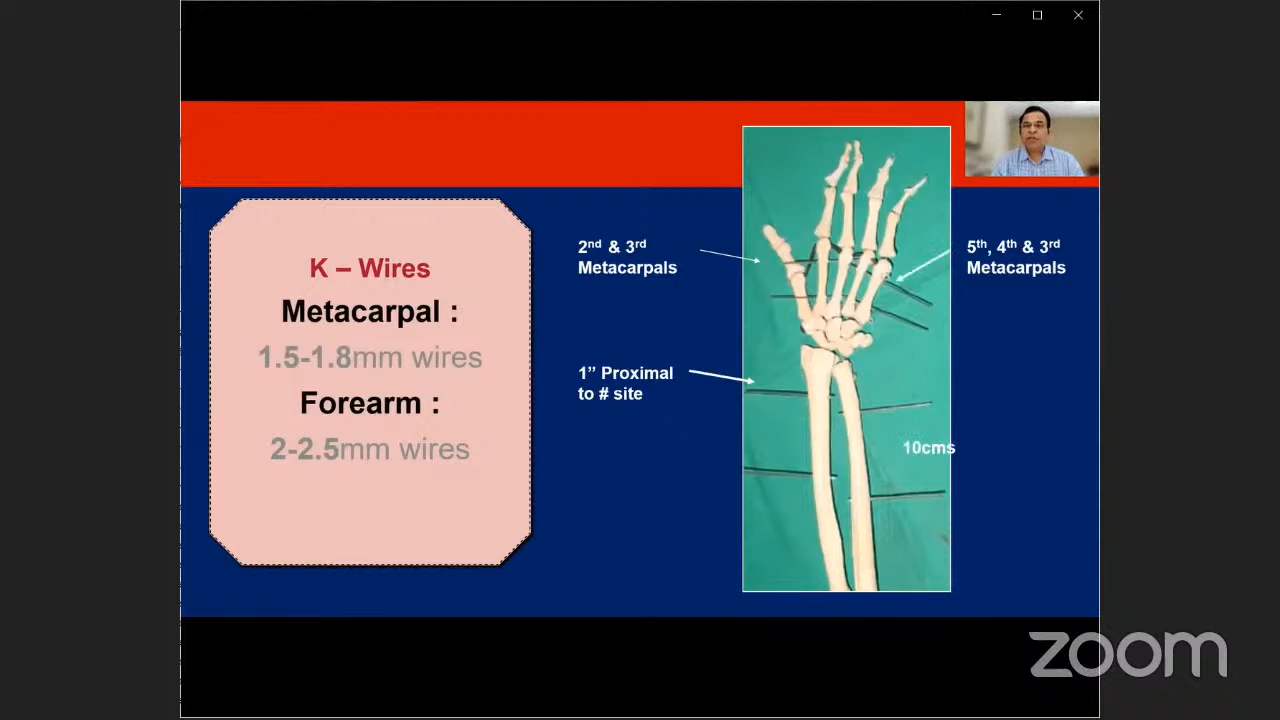 K – Wires
Metacarpal :
1.5-1.8mm wires
Forearm :
2-2.5mm wires
2nd & 3rd
Metacarpals
1” Proximal
to # site
5th, 4th & 3rd
Metacarpals
10cms
zoom